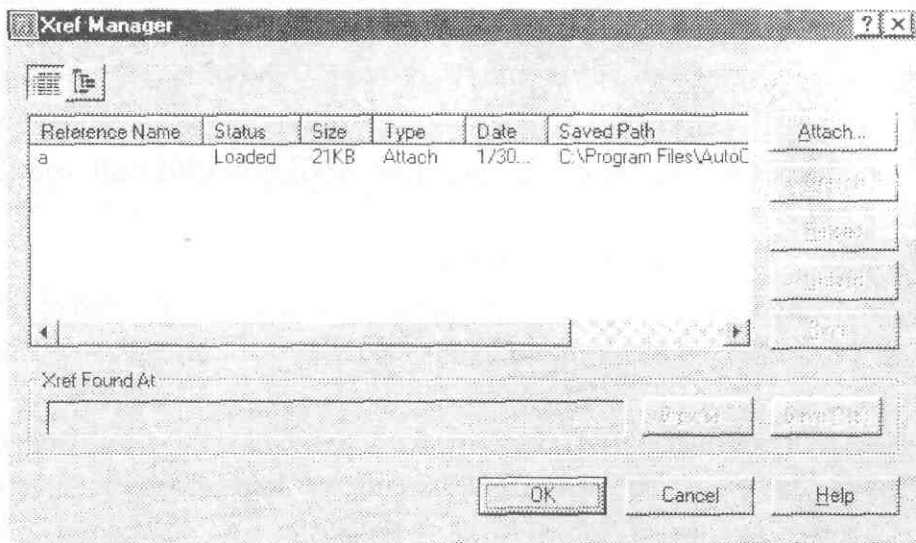 Xref Manager
Reference Name Status Size Type Date Saved Path
a Loaded 21KB Attach 1/30... C:\Program Files\AutoC
Attach...
Xref Found At
OK Cancel Help